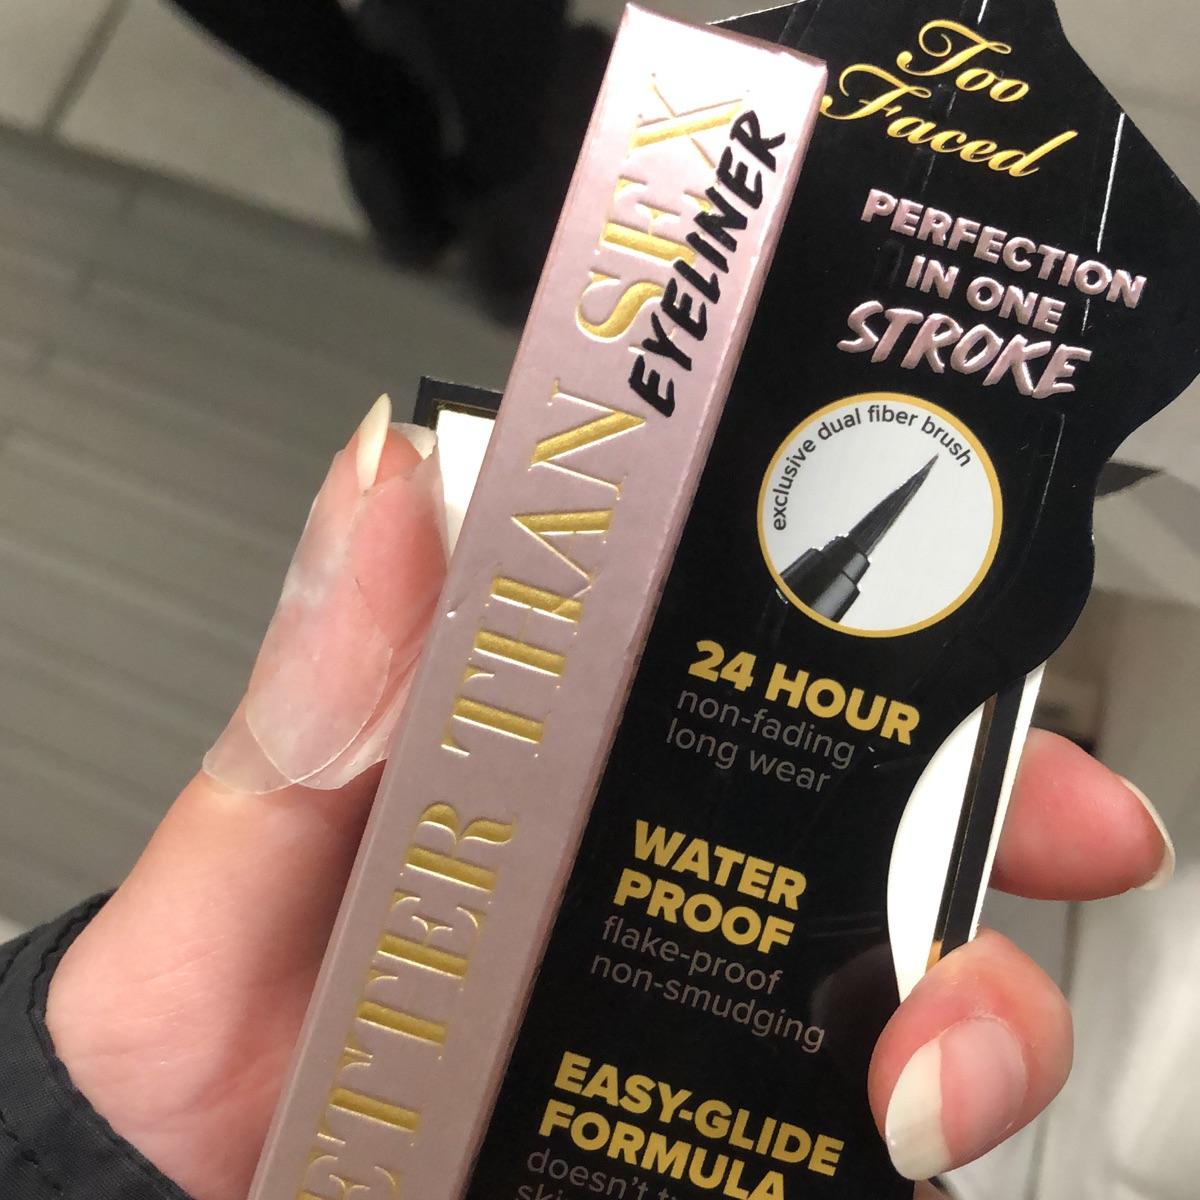 THAN SEX
EYELINER
Too
Faced
PERFECTION
IN ONE
STROKE
exclusive dual fiber brush
24 HOUR
non-fading
long wear
WATER
PROOF
flake-proof
non-smudging
EASY-GLIDE
FORMULA
doesn't